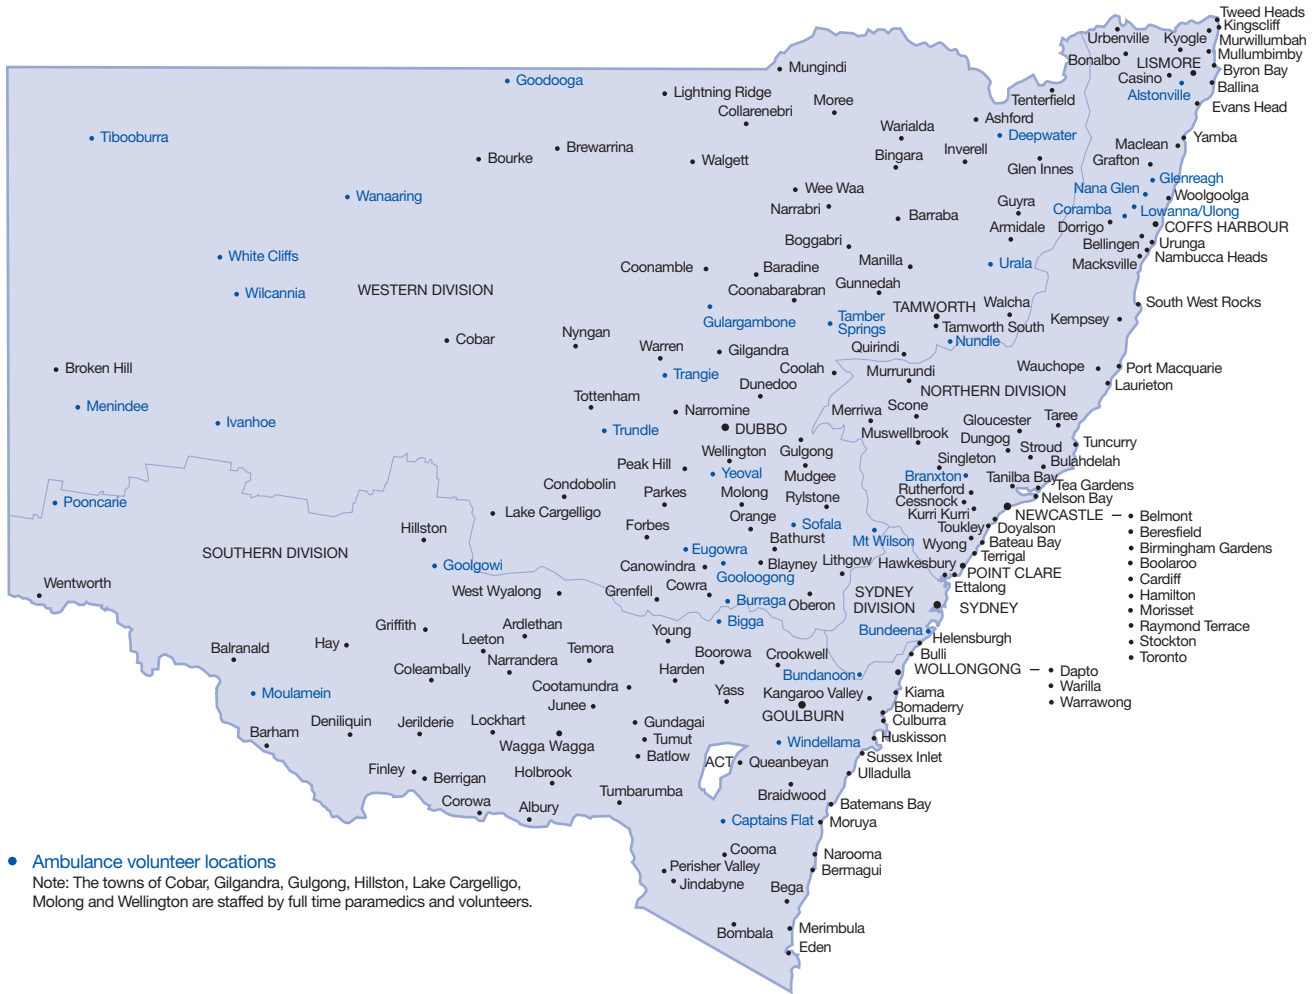 Tweed Heads
Kingscliff
Urbenville
Kyogle
Murwillumbah
Mullumbimby
Bonalbo
LISMORE
Byron Bay
Casino
Ballina
Alstonville
Evans Head
Mungindi
Goodooga
Lightning Ridge
Moree
Tenterfield
Collarenebri
Ashford
Warialda
Deepwater
Yamba
Tibooburra
Maclean
Brewarrina
Inverell
Bingara
Grafton
Bourke
Walgett
Glen Innes
Glenreagh
Nana Glen
Wee Waa
Wanaaring
Woolgoolga
Guyra
Narrabri
Coramba
Lowanna/Ulong
Barraba
Armidale
Dorrigo
COFFS HARBOUR
Boggabri
Bellingen
Urunga
White Cliffs
Nambucca Heads
Manilla
Urala
Macksville
Coonamble
Baradine
Gunnedah
Wilcannia
WESTERN DIVISION
Coonabarabran
Walcha
South West Rocks
TAMWORTH
Tamber
Springs
Gulargambone
Kempsey
Tamworth South
Nyngan
Cobar
Nundle
Warren
Quirindi
Gilgandra
Broken Hill
Coolah
Wauchope
Port Macquarie
Trangie
Murrurundi
Dunedoo
Laurieton
NORTHERN DIVISION
Tottenham
Menindee
Narromine
Merriwa
Scone
Taree
Gloucester
Ivanhoe
Trundle
DUBBO
Muswellbrook
Dungog
Tuncurry
Wellington
Gulgong
Stroud
Singleton
Bulahdelah
Peak Hill
Yeoval
Mudgee
Branxton
Tanilba Bay
Tea Gardens
Condobolin
Parkes
Molong
Rylstone
Rutherford
Nelson Bay
Pooncarie
Cessnock
Lake Cargelligo
Orange
Kurri Kurri
NEWCASTLE
Belmont
Hillston
Forbes
Sofala
Toukley
Doyalson
Beresfield
Bathurst
Mt Wilson
Wyong
Bateau Bay
Birmingham Gardens
SOUTHERN DIVISION
Eugowra
Terrigal
Boolaroo
Goolgowi
Canowindra
Blayney
Lithgow
Hawkesbury
POINT CLARE
Cardiff
Gooloogong
Wentworth
West Wyalong
Grenfell
Cowra
Ettalong
Hamilton
Burraga
Oberon
SYDNEY
DIVISION
SYDNEY
Morisset
Raymond Terrace
Griffith
Ardlethan
Young
Bigga
Bundeena
Helensburgh
Stockton
Hay
Leeton
Temora
Balranald
Boorowa
Crookwell
Bulli
Toronto
Narrandera
Coleambally
Harden
Bundanoon
WOLLONGONG
Dapto
Cootamundra
Yass
Moulamein
Kangaroo Valley
Kiama
Warilla
Junee
Bomaderry
Warrawong
GOULBURN
Deniliquin
Jerilderie
Lockhart
Gundagai
Culburra
Barham
Tumut
Wagga Wagga
Windellama
Huskisson
Batlow
Sussex Inlet
ACT
Queanbeyan
Finley
Berrigan
Holbrook
Ulladulla
Tumbarumba
Braidwood
Corowa
Albury
Batemans Bay
Captains Flat
Moruya
Cooma
Narooma
Perisher Valley
Bermagui
Jindabyne
Bega
Merimbula
Bombala
Eden
Ambulance volunteer locations
Note: The towns of Cobar, Gilgandra, Gulgong, Hillston, Lake Cargelligo,
Molong and Wellington are staffed by full time paramedics and volunteers.